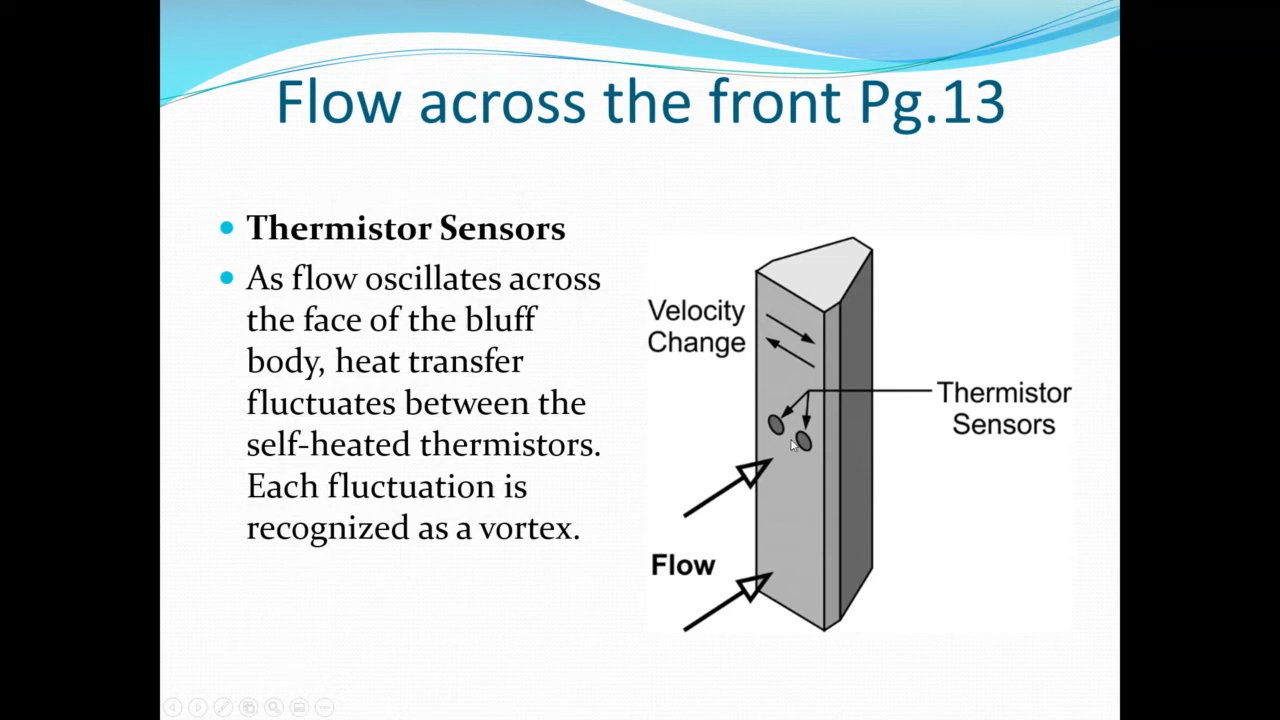 Flow across the front Pg.13
Thermistor Sensors
As flow oscillates across
the face of the bluff
body, heat transfer
fluctuates between the
self-heated thermistors.
Each fluctuation is
recognized as a vortex.
Velocity
Change
Thermistor
Sensors
Flow